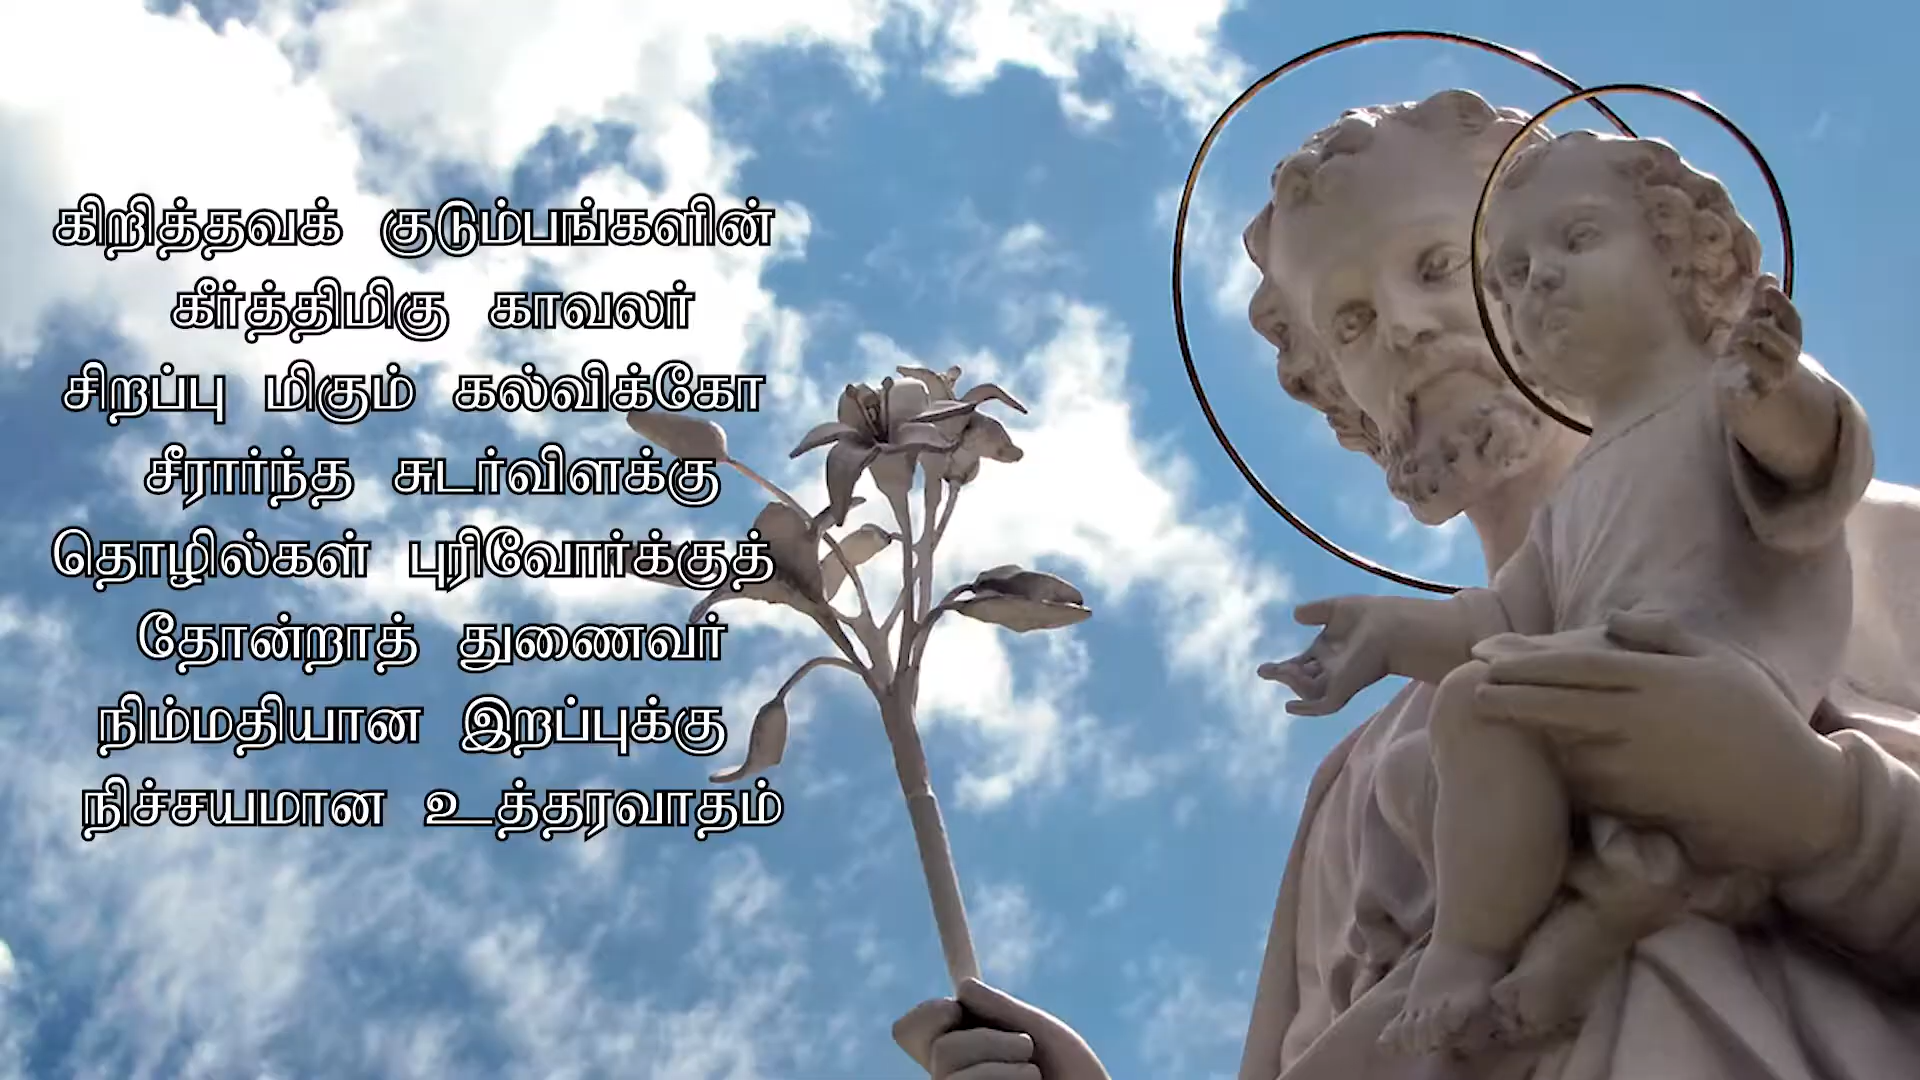 கிறித்தவக் குடும்பங்களின்
கீர்த்திமிகு காவலர்
சிறப்பு மிகும் கல்விக்கோ
சீரார்ந்த சுடர்விளக்கு
தொழில்கள் புரிவோர்க்குத்
தோன்றாத் துணைவர்
நிம்மதியான இறப்புக்கு
நிச்சயமான உத்தரவாதம்